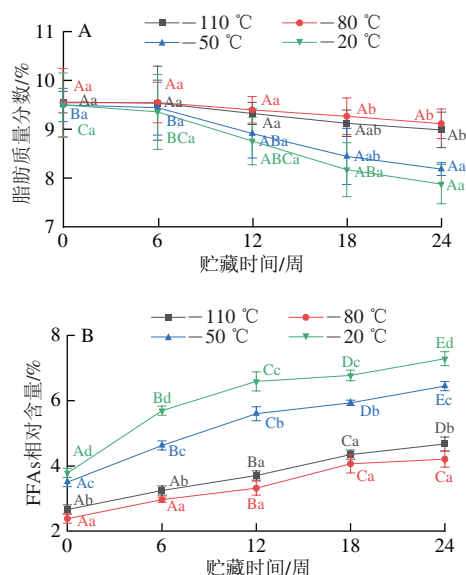 A
−110 ℃
−80 ℃
−50 ℃
−20 ℃
脂肪质量分数/%
11
10
9
8
7
Aa
Aa
Ba
Ca
Aa
Aa
Ba
BCa
Aa
Aa
ABa
ABCa
Ab
Aab
Aab
ABa
Ab
Ab
Aa
Aa
0
6
12
18
24
贮藏时间/周
B
−110 ℃
−80 ℃
−50 ℃
−20 ℃
FFAs相对含量/%
8
6
4
2
Ad
Ac
Ab
Aa
Bd
Bc
Ab
Aa
Cc
Cb
Ba
Ba
Dc
Db
Ca
Ca
Ed
Ec
Db
Ca
0
6
12
18
24
贮藏时间/周